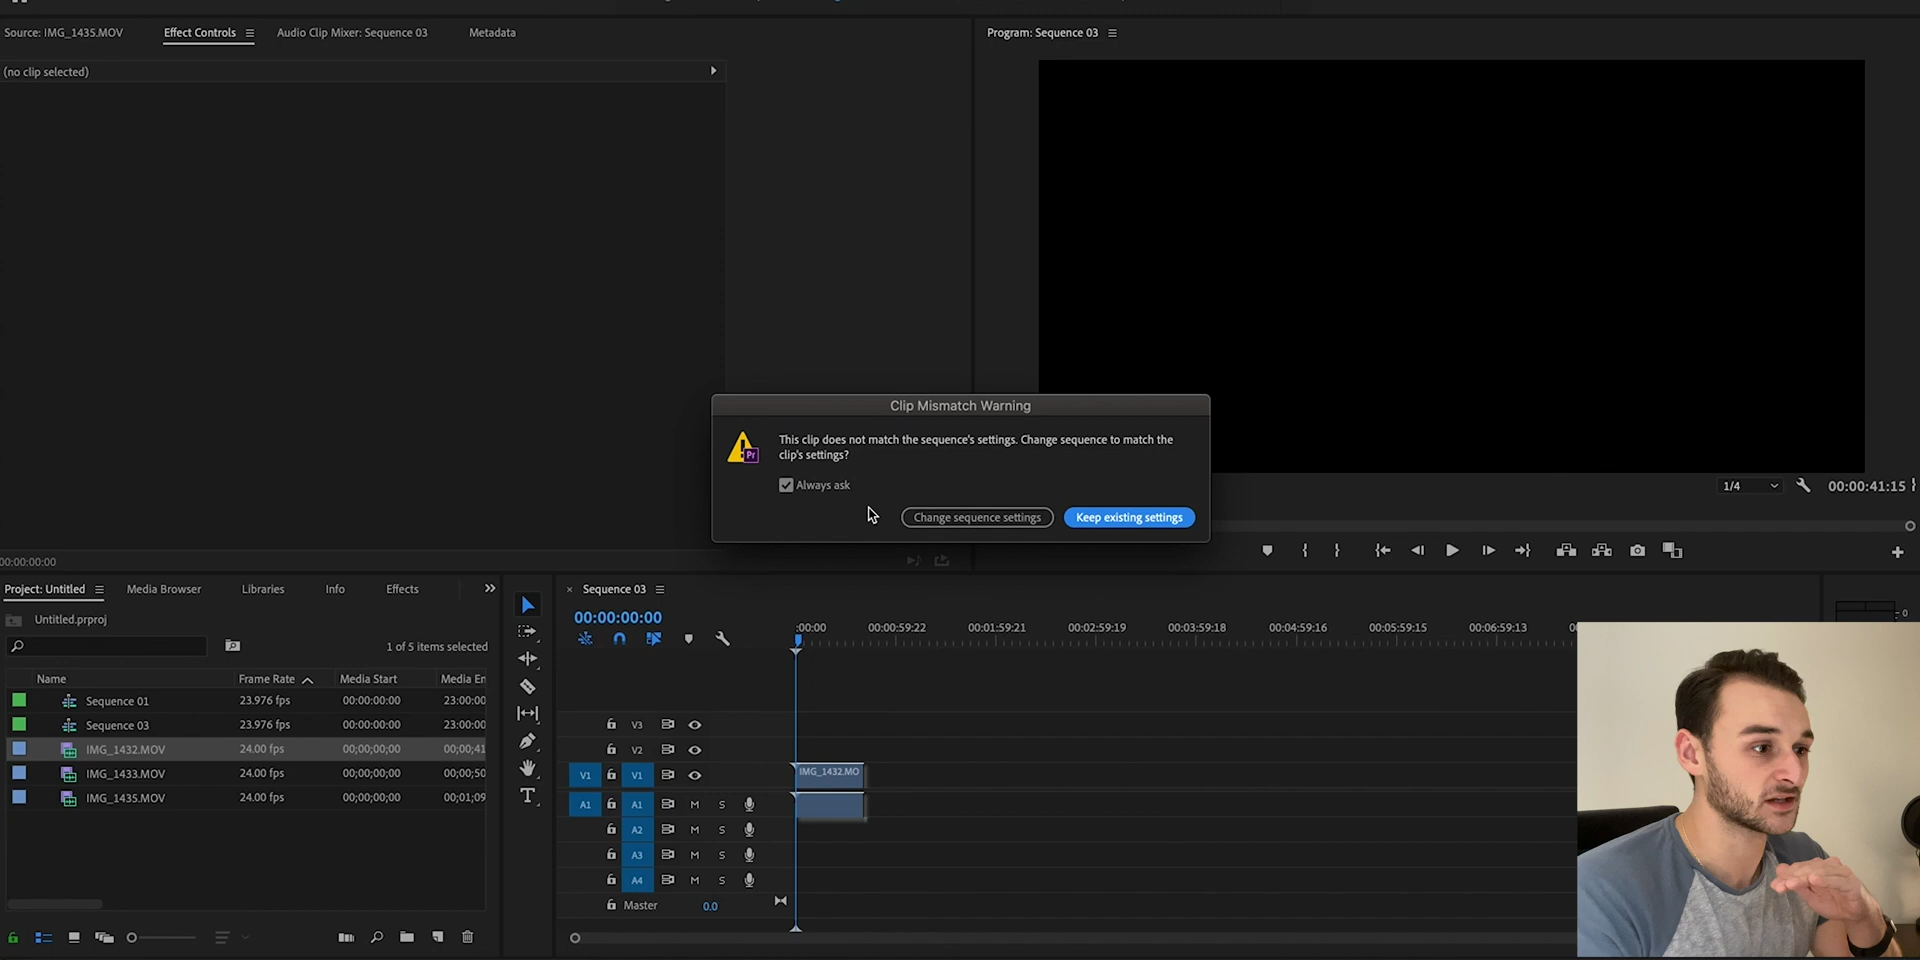 Source: IMG_1435.MOV
Effect Controls
Audio Clip Mixer: Sequence 03
Metadata
Program: Sequence 03
(no clip selected)
Clip Mismatch Warning
This clip does not match the sequence's settings. Change sequence to match the
clip's settings?
Pr
Always ask
Change sequence settings
Keep existing settings
1/4
00:00:41:15
00:00:00:00
Project: Untitled
Media Browser
Libraries
Info
Effects
Untitled.prproj
1 of 5 items selected
Name
Frame Rate
Media Start
Media En
Sequence 01
23.976 fps
00:00:00:00
23:00:00
Sequence 03
23.976 fps
00:00:00:00
23:00:00
IMG_1432.MOV
24.00 fps
00;00;00;00
00;00;41
IMG_1433.MOV
24.00 fps
00;00;00;00
00;00;50
IMG_1435.MOV
24.00 fps
00;00;00;00
00;01;09
Sequence 03
00:00:00:00
:00:00
00:00:59:22
00:01:59:21
00:02:59:19
00:03:59:18
00:04:59:16
00:05:59:15
00:06:59:13
V3
V2
V1 V1
IMG_1432.MO
A1 A1 M S
A2 M S
A3 M S
A4 M S
Master
0.0
0